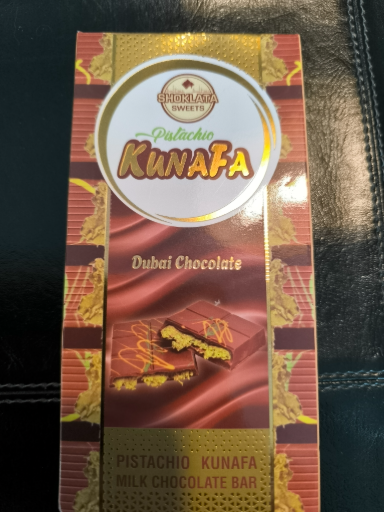 SHOKLATA
SWEETS
Pistachio
KUNAFA
Dubai Chocolate
PISTACHIO KUNAFA
MILK CHOCOLATE BAR